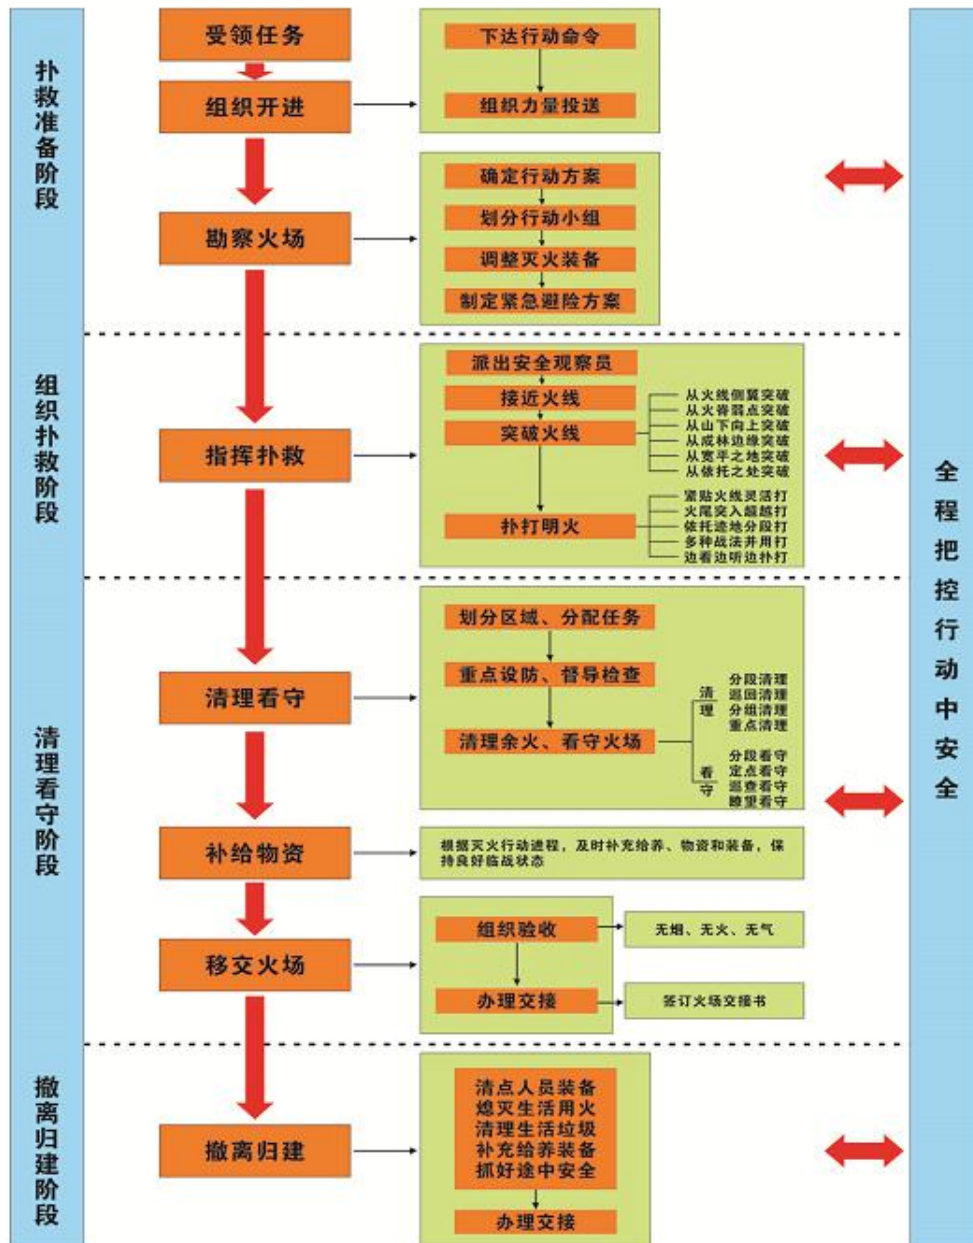 扑救准备阶段
受领任务
组织开进
下达行动命令
组织力量投送
勘察火场
确定行动方案
划分行动小组
调整灭火装备
制定紧急避险方案
组织扑救阶段
指挥扑救
派出安全观察员
接近火线
突破火线
从火线侧翼突破
从火脊弱点突破
从山下向上突破
从成林边缘突破
从宽平之地突破
从依托之处突破
扑打明火
紧贴火线灵活打
火尾突入超越打
依托迹地分段打
多种战法并用打
边看边听边扑打
清理看守阶段
清理看守
划分区域、分配任务
重点设防、督导检查
清理余火、看守火场
清理
分段清理
巡回清理
分组清理
重点清理
看守
分段看守
定点看守
巡查看守
瞭望看守
补给物资
根据灭火行动进程，及时补充给养、物资和装备，保
持良好临战状态
移交火场
组织验收
无烟、无火、无气
办理交接
签订火场交接书
撤离归建阶段
撤离归建
清点人员装备
熄灭生活用火
清理生活垃圾
补充给养装备
抓好途中安全
办理交接
全程把控行动中安全